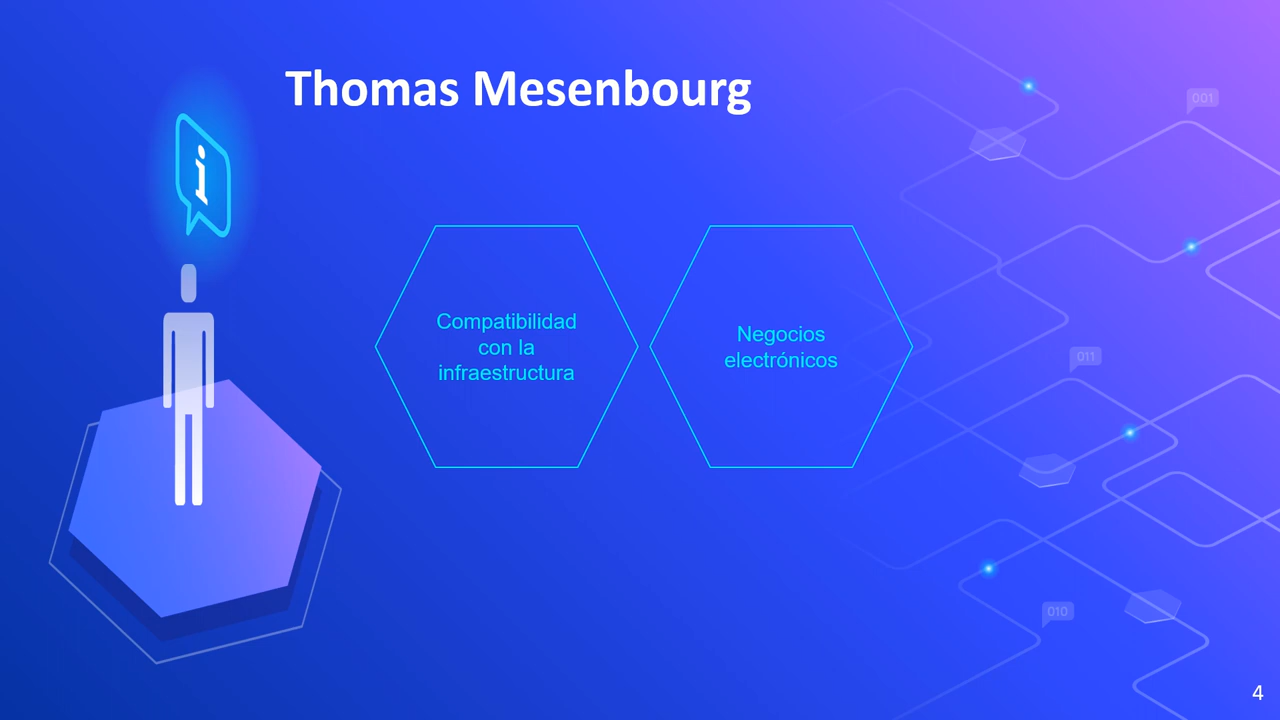 Thomas Mesenbourg
i
Compatibilidad
con la
infraestructura
Negocios
electrónicos
001
011
010
4